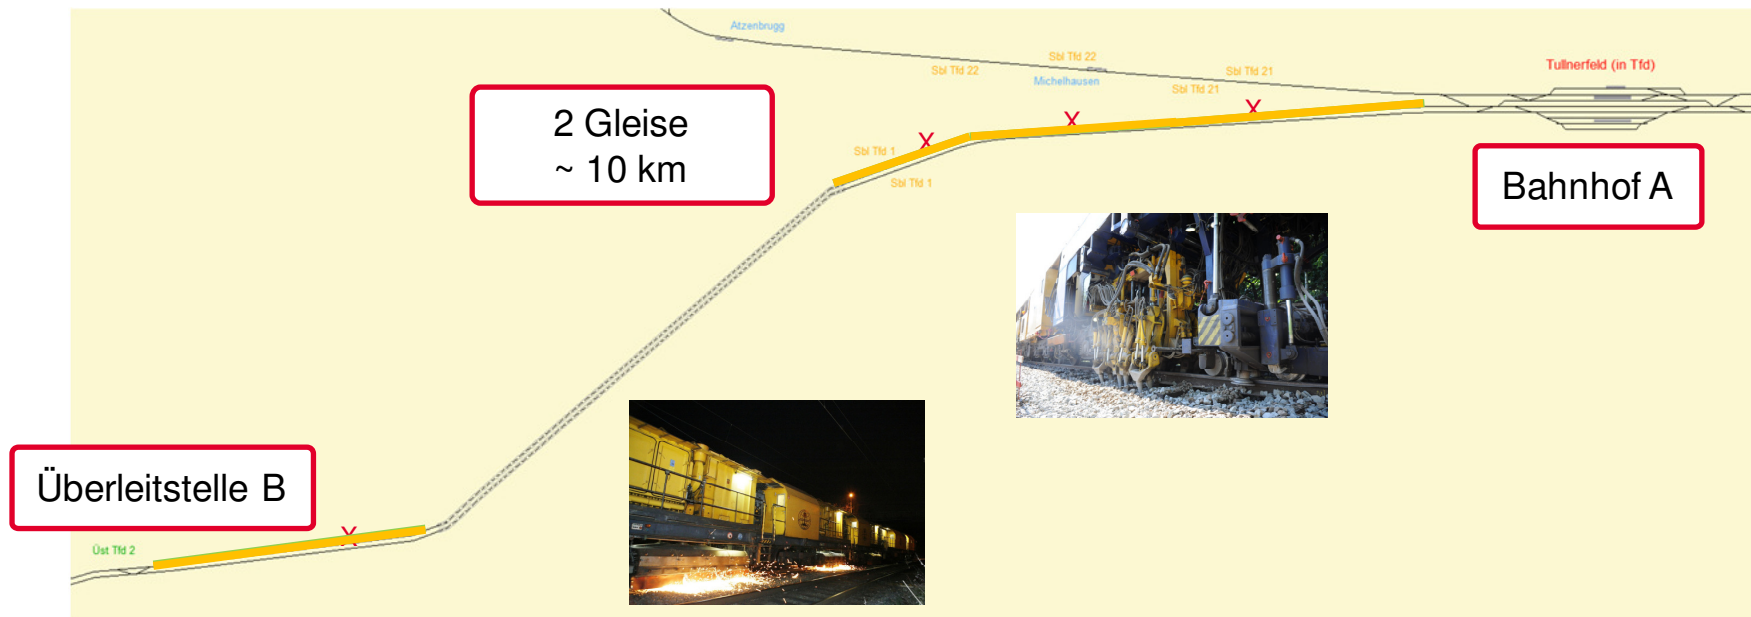 Atzenbrugg
Sbl Tfd 22
Sbl Tfd 22
Michelhausen
Sbl Tfd 21
Sbl Tfd 21
Tullnerfeld (in Tfd)
2 Gleise
~ 10 km
X
X
X
Sbl Tfd 1
Sbl Tfd 1
Bahnhof A
Überleitstelle B
X
Üst Tfd 2